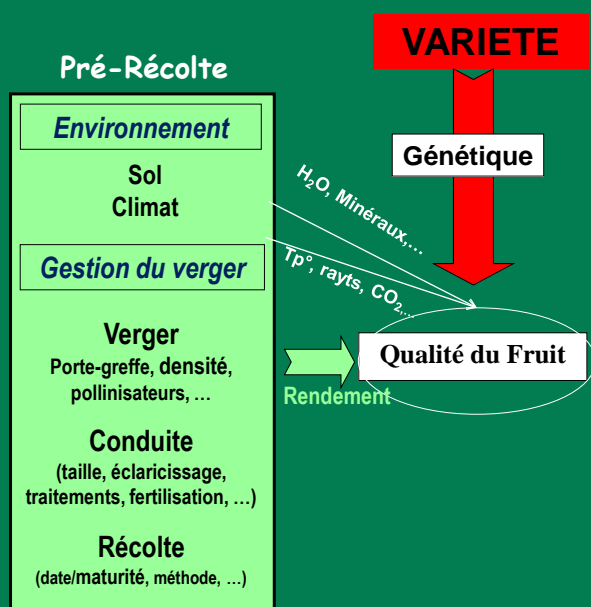 VARIETE
Pré-Récolte
Environnement
Sol
Climat
Génétique
H₂O, Minéraux,...
Gestion du verger
Tp°, rayts, CO₂,...
Verger
Porte-greffe, densité,
pollinisateurs, ...
Qualité du Fruit
Rendement
Conduite
(taille, éclaricissage,
traitements, fertilisation, ...)
Récolte
(date/maturité, méthode, ...)